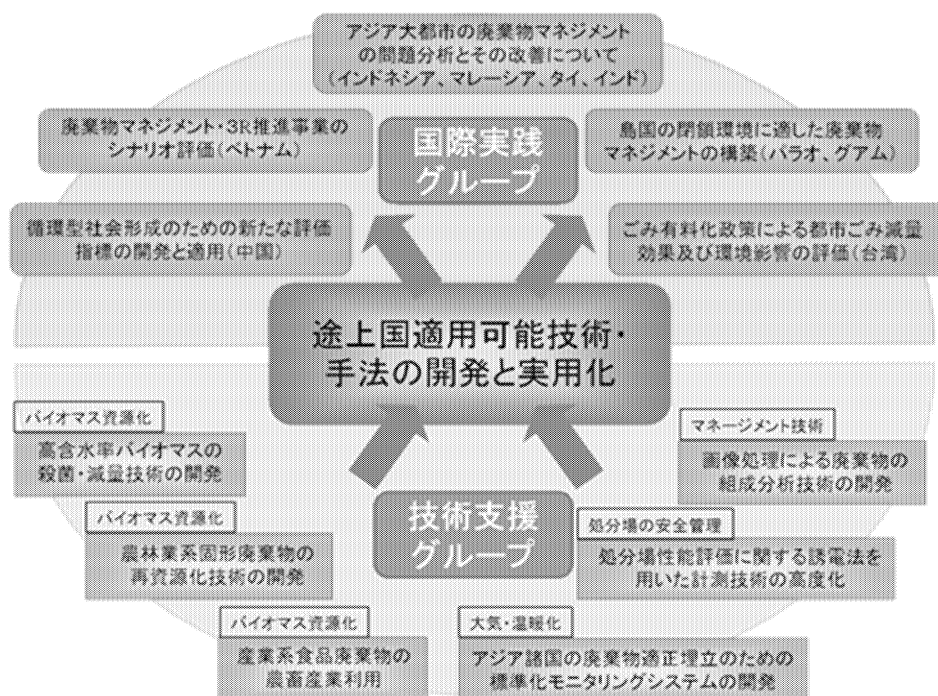 アジア大都市の廃棄物マネジメント
の問題分析とその改善について
(インドネシア、マレーシア、タイ、インド)
廃棄物マネジメント・3R推進事業の
シナリオ評価(ベトナム)
国際実践
グループ
島国の閉鎖環境に適した廃棄物
マネジメントの構築(パラオ、グアム)
循環型社会形成のための新たな評価
指標の開発と適用(中国)
ごみ有料化政策による都市ごみ減量
効果及び環境影響の評価(台湾)
途上国適用可能技術・
手法の開発と実用化
バイオマス資源化
高含水率バイオマスの
殺菌・減量技術の開発
マネージメント技術
画像処理による廃棄物の
組成分析技術の開発
バイオマス資源化
農林業系固形廃棄物の
再資源化技術の開発
技術支援
グループ
処分場の安全管理
処分場性能評価に関する誘電法を
用いた計測技術の高度化
バイオマス資源化
産業系食品廃棄物の
農畜産業利用
大気・温暖化
アジア諸国の廃棄物適正埋立のための
標準化モニタリングシステムの開発